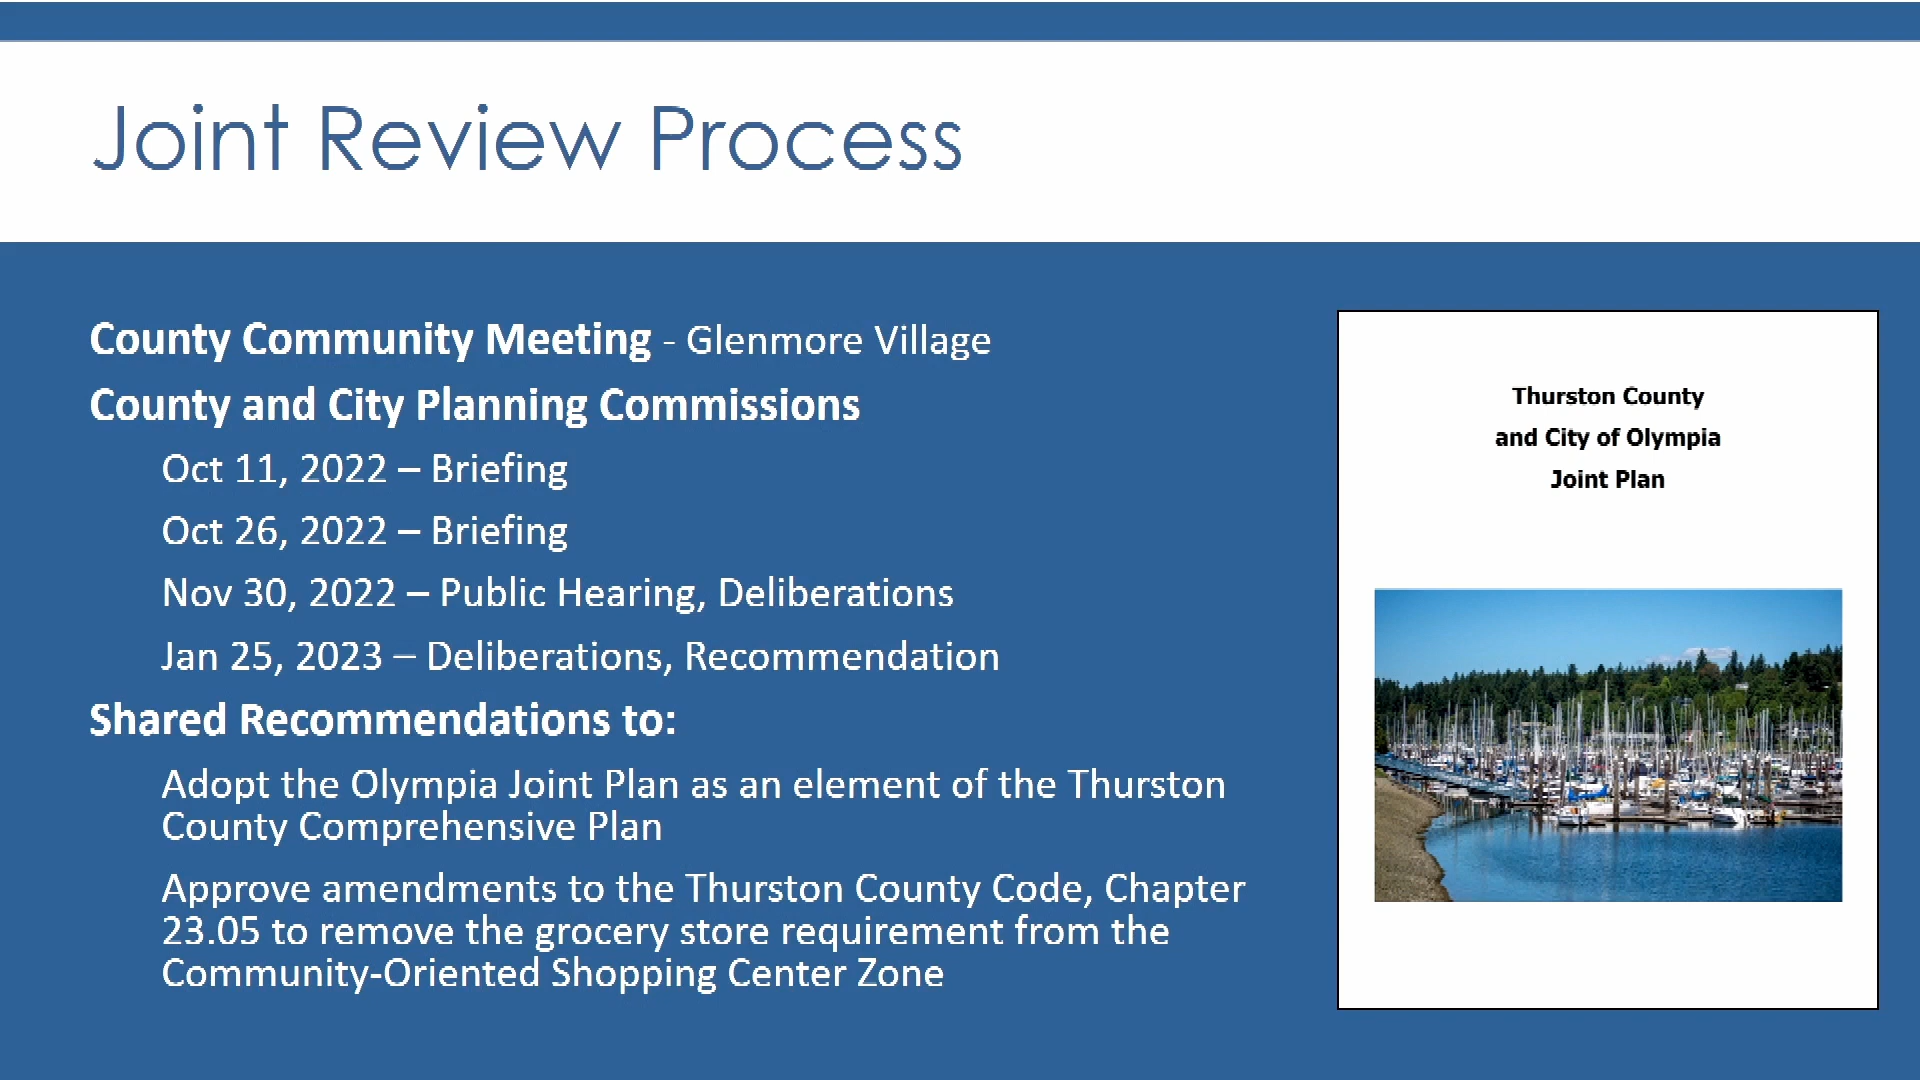 Joint Review Process
County Community Meeting - Glenmore Village
County and City Planning Commissions
Oct 11, 2022 – Briefing
Oct 26, 2022 – Briefing
Nov 30, 2022 – Public Hearing, Deliberations
Jan 25, 2023 – Deliberations, Recommendation
Shared Recommendations to:
Adopt the Olympia Joint Plan as an element of the Thurston
County Comprehensive Plan
Approve amendments to the Thurston County Code, Chapter
23.05 to remove the grocery store requirement from the
Community-Oriented Shopping Center Zone
Thurston County
and City of Olympia
Joint Plan